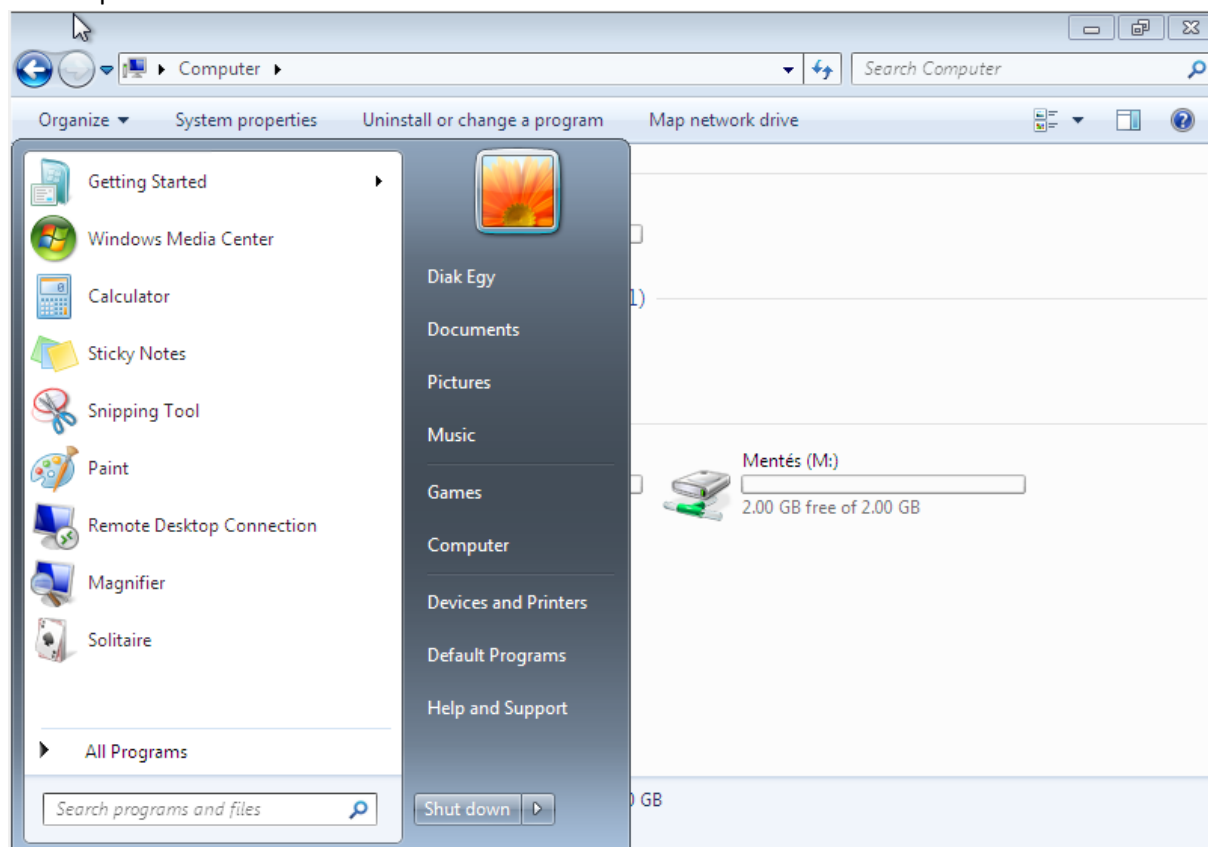 Computer
Search Computer
Organize
System properties
Uninstall or change a program
Map network drive
Getting Started
Windows Media Center
Calculator
Sticky Notes
Snipping Tool
Paint
Remote Desktop Connection
Magnifier
Solitaire
All Programs
Search programs and files
Diak Egy
Documents
Pictures
Music
Games
Computer
Devices and Printers
Default Programs
Help and Support
Shut down
1)
Mentés (M:)
2.00 GB free of 2.00 GB
GB